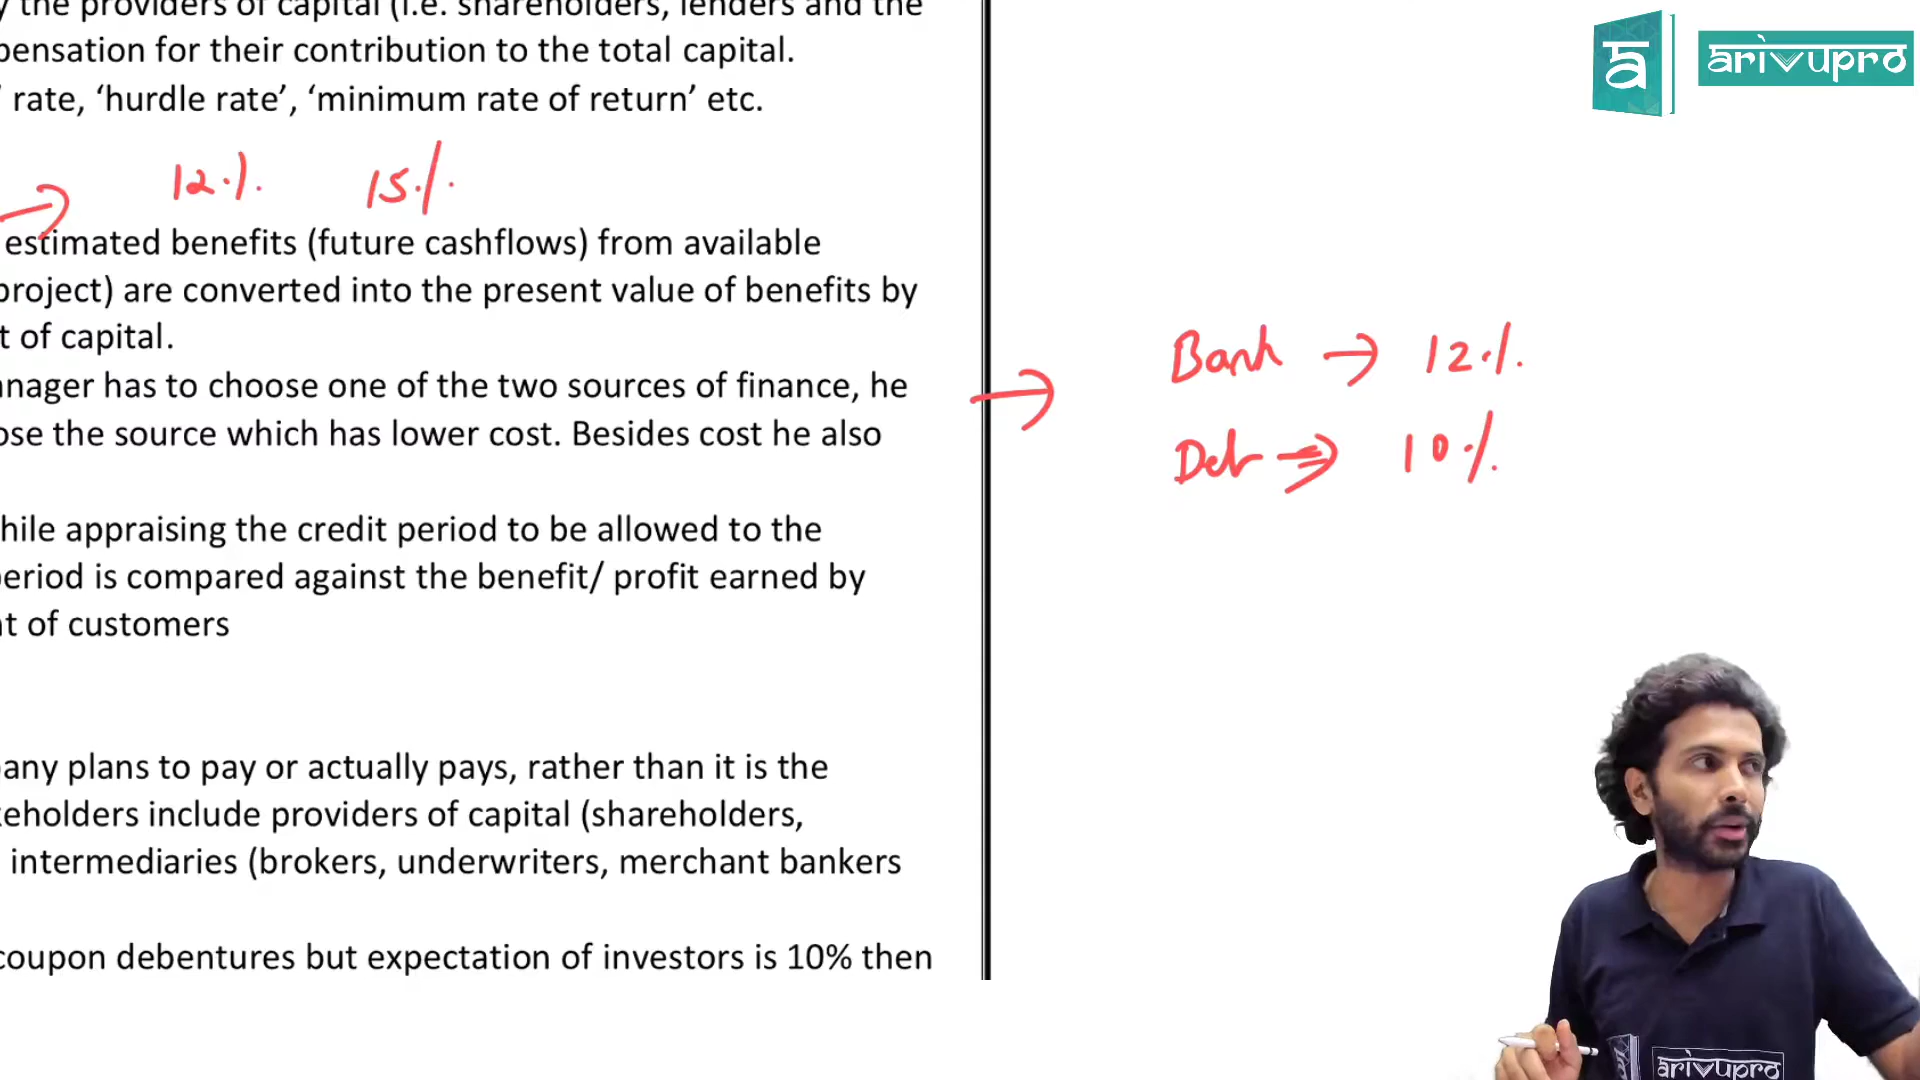 y the providers of capital (i.e. shareholders, lenders and the
pensation for their contribution to the total capital.
’ rate, ‘hurdle rate’, ‘minimum rate of return’ etc.
12% 15%
estimated benefits (future cashflows) from available
project) are converted into the present value of benefits by
t of capital.
anager has to choose one of the two sources of finance, he
ose the source which has lower cost. Besides cost he also
hile appraising the credit period to be allowed to the
period is compared against the benefit/ profit earned by
nt of customers
pany plans to pay or actually pays, rather than it is the
keholders include providers of capital (shareholders,
intermediaries (brokers, underwriters, merchant bankers
coupon debentures but expectation of investors is 10% then
Bank → 12%
Deb → 10%
arivupro
arivupro